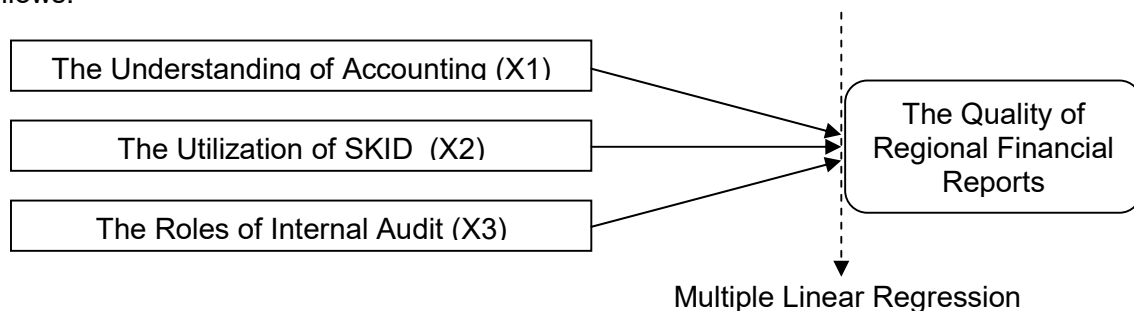 llows:
The Understanding of Accounting (X1)
The Utilization of SKID (X2)
The Roles of Internal Audit (X3)
The Quality of
Regional Financial
Reports
Multiple Linear Regression